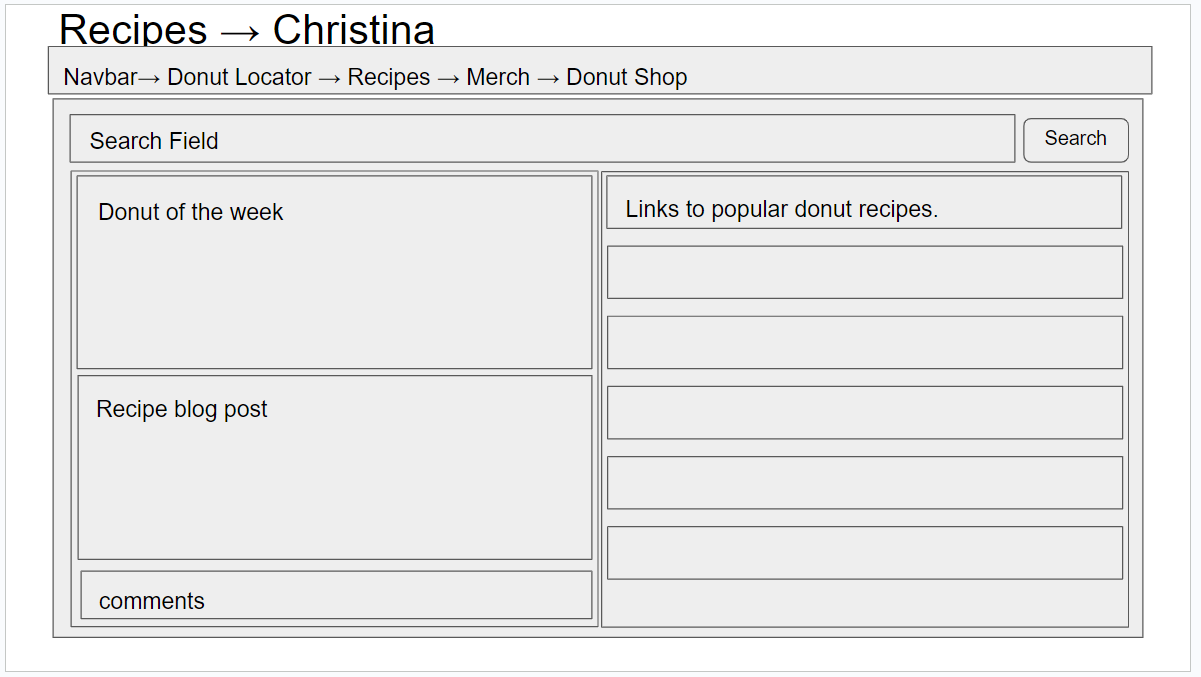 Recipes → Christina
Navbar→ Donut Locator → Recipes → Merch → Donut Shop
Search Field
Search
Donut of the week
Links to popular donut recipes.
Recipe blog post
comments